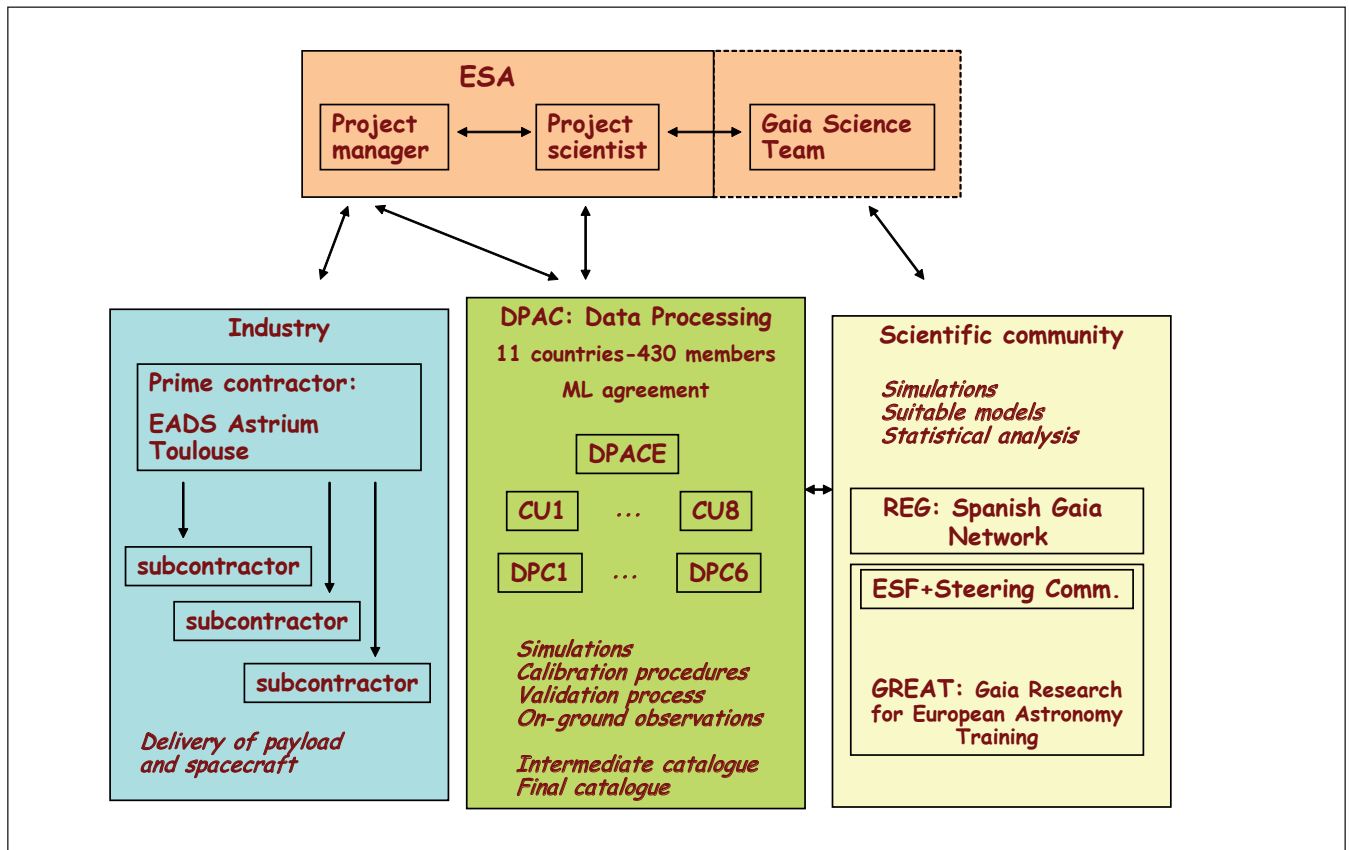 ESA
Project
manager
Project
scientist
Gaia Science
Team
Industry
Prime contractor:
EADS Astrium
Toulouse
subcontractor
subcontractor
subcontractor
Delivery of payload
and spacecraft
DPAC: Data Processing
11 countries-430 members
ML agreement
DPACE
CU1 ... CU8
DPC1 ... DPC6
Simulations
Calibration procedures
Validation process
On-ground observations
Intermediate catalogue
Final catalogue
Scientific community
Simulations
Suitable models
Statistical analysis
REG: Spanish Gaia
Network
ESF+Steering Comm.
GREAT: Gaia Research
for European Astronomy
Training